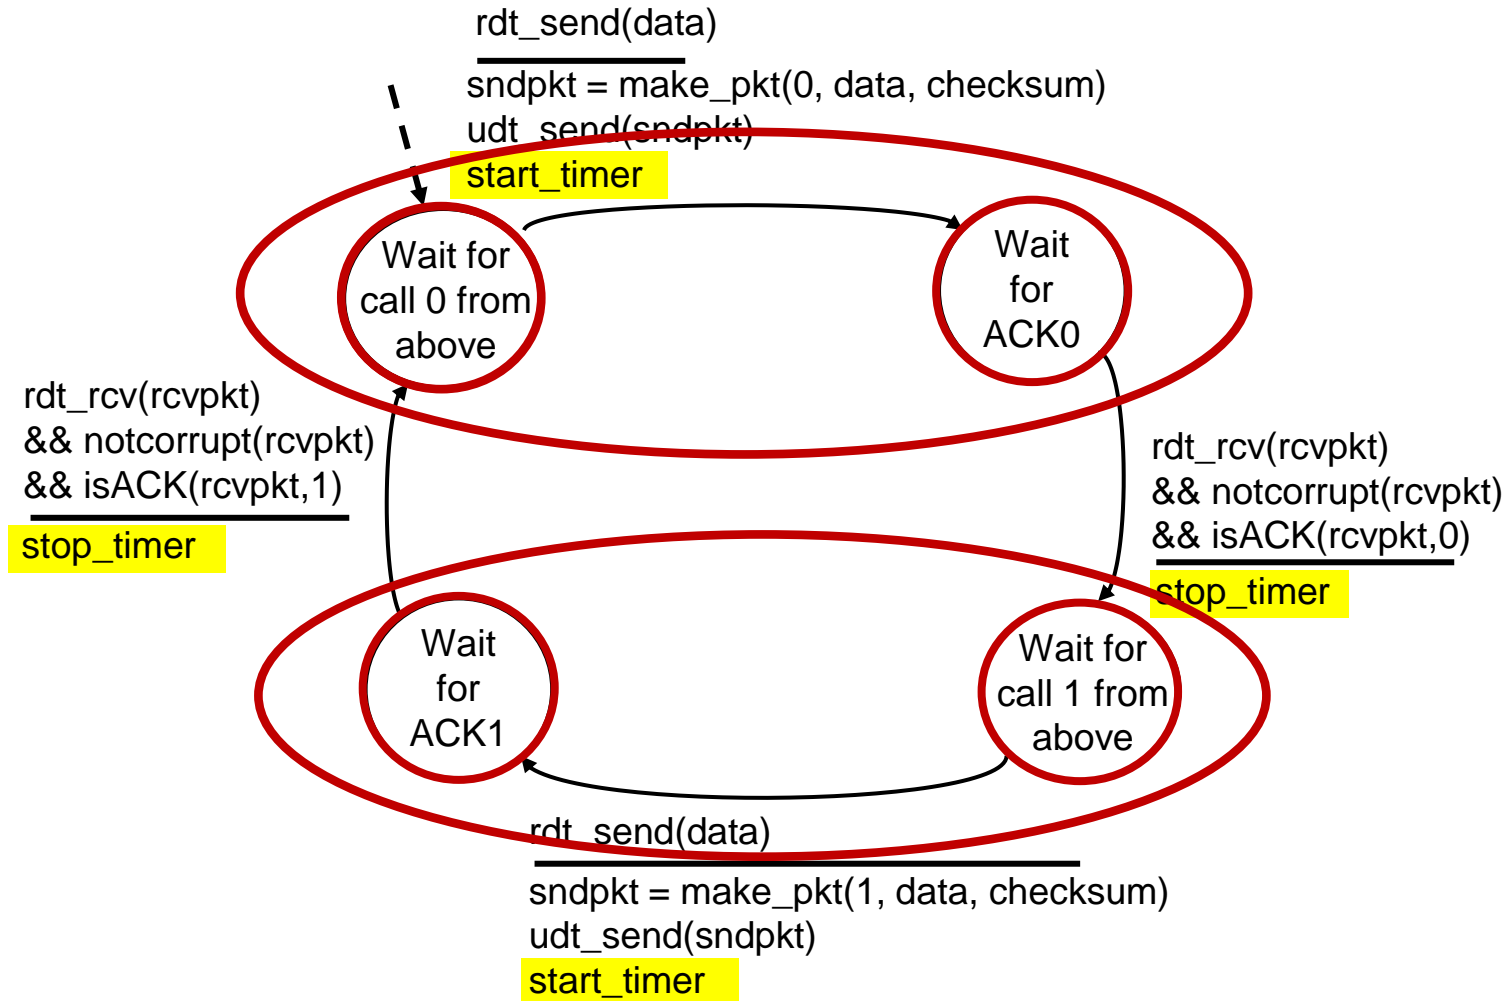 rdt_send(data)
sndpkt = make_pkt(0, data, checksum)
udt_send(sndpkt)
start_timer
Wait for
call 0 from
above
Wait
for
ACK0
rdt_rcv(rcvpkt)
&& notcorrupt(rcvpkt)
&& isACK(rcvpkt,1)
stop_timer
rdt_rcv(rcvpkt)
&& notcorrupt(rcvpkt)
&& isACK(rcvpkt,0)
stop_timer
Wait
for
ACK1
Wait for
call 1 from
above
rdt_send(data)
sndpkt = make_pkt(1, data, checksum)
udt_send(sndpkt)
start_timer